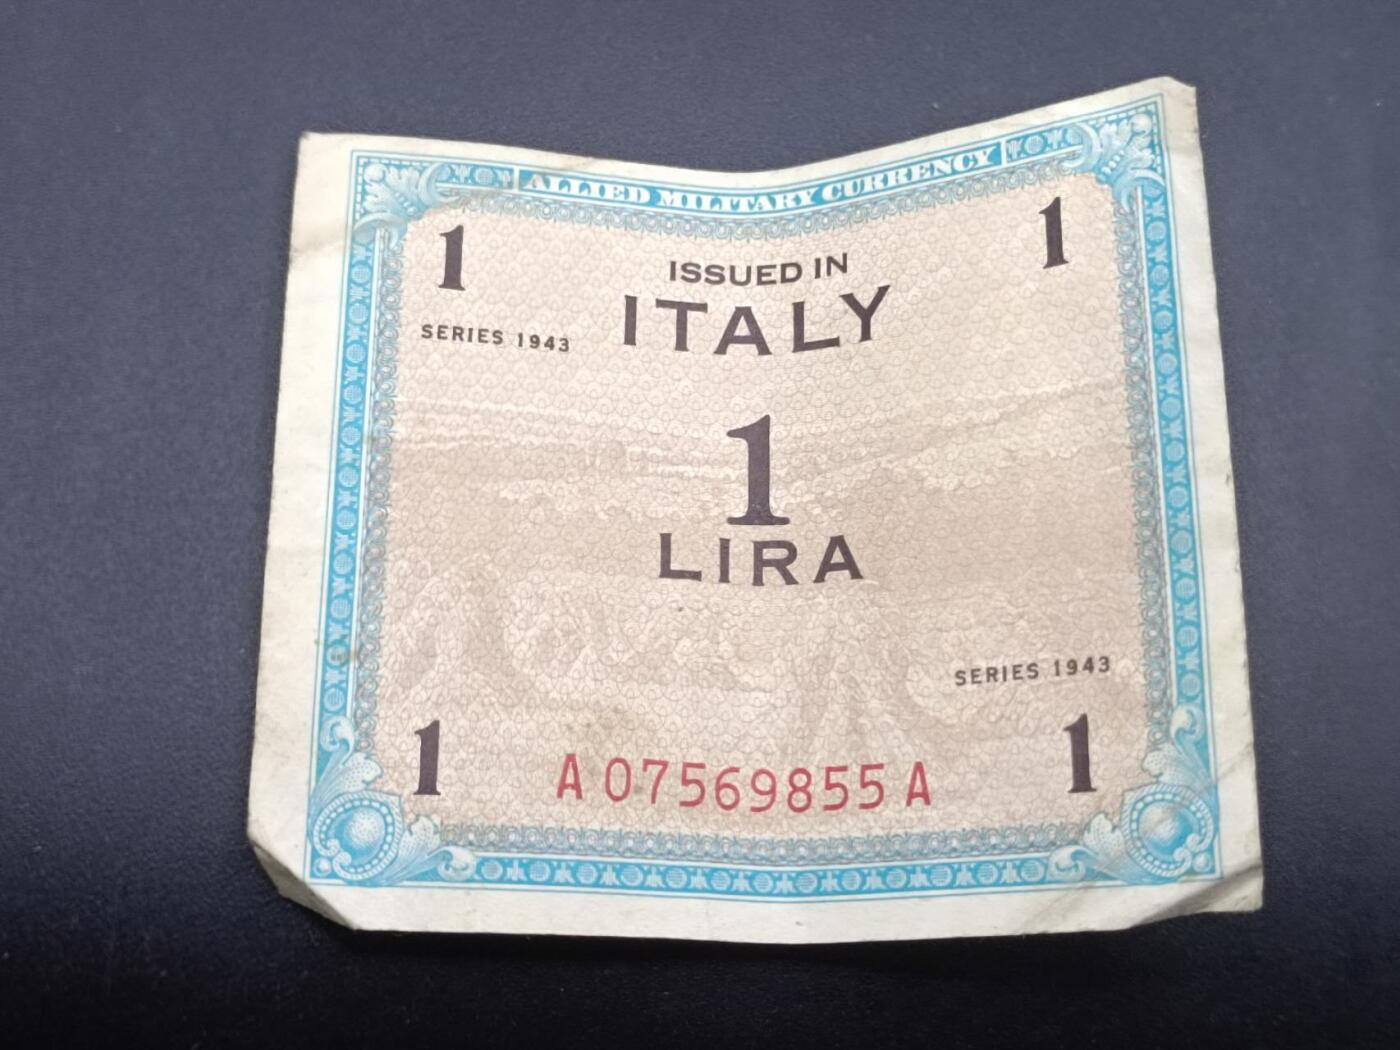 ALLIED MILITARY CURRENCY
1 1
ISSUED IN
ITALY
SERIES 1943
1
LIRA
SERIES 1943
1 1
A 07569855 A